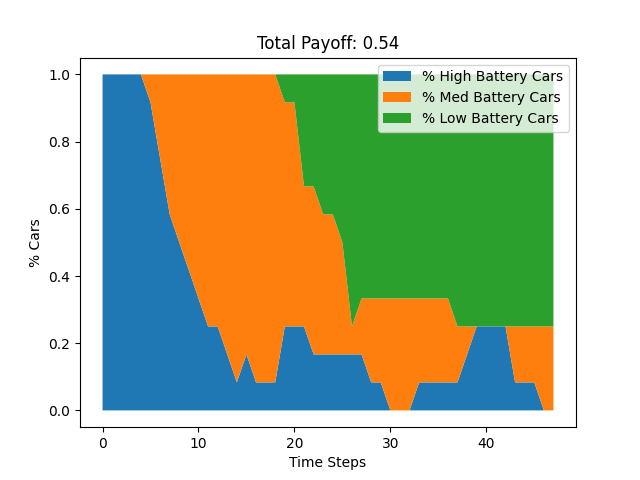 Total Payoff: 0.54
% High Battery Cars
% Med Battery Cars
% Low Battery Cars
1.0
0.8
0.6
0.4
0.2
0.0
% Cars
0 10 20 30 40
Time Steps